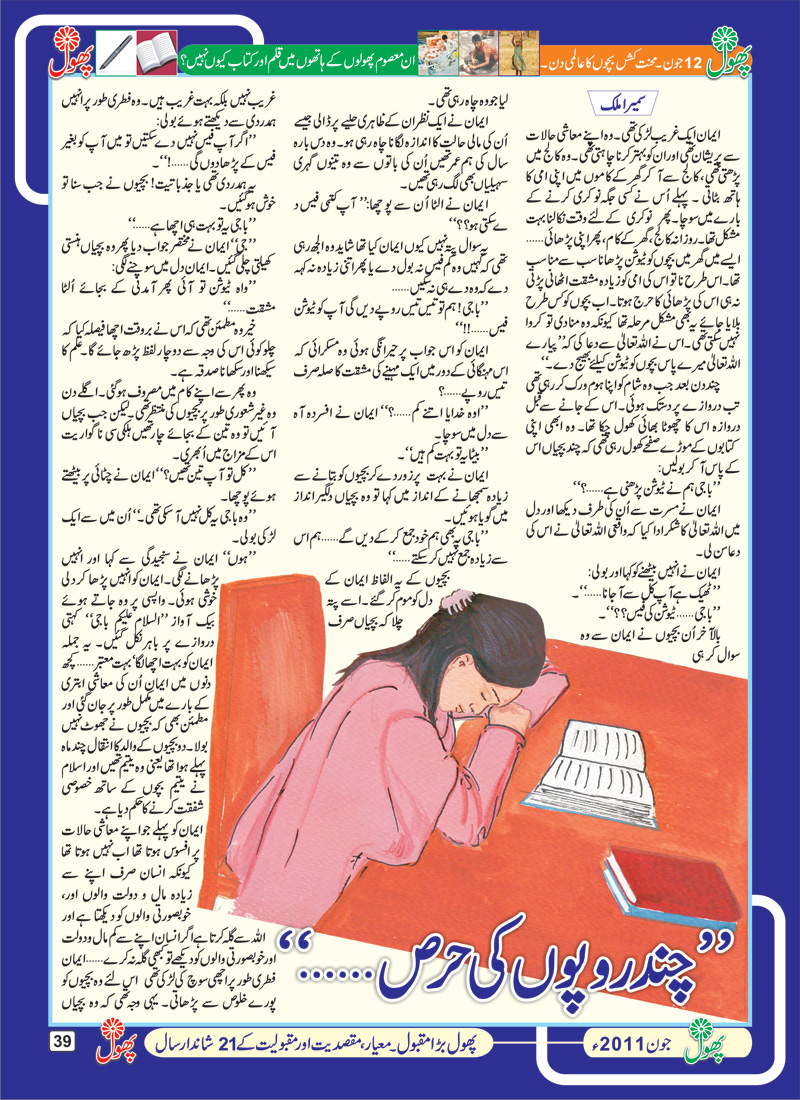 پھول
12 جون۔ محنت کش بچوں کا عالمی دن۔
ان معصوم پھولوں کے ہاتھوں میں قلم اور کتاب کیوں نہیں؟
پھول
سمیرا ملک
ایمان ایک غریب لڑکی تھی۔ وہ اپنے معاشی حالات
سے پریشان تھی اور ان کو بہتر کرنا چاہتی تھی۔ وہ کالج میں
پڑھتی تھی، کالج سے آ کر گھر کے کاموں میں اپنی امی کا
ہاتھ بٹاتی ۔ پہلے اُس نے کسی جگہ نوکری کرنے کے
بارے میں سوچا۔ پھر نوکری کے لئے وقت نکالنا بہت
مشکل تھا۔ روزانہ کالج، گھر کے کام، پھر اپنی پڑھائی......
ایسے میں گھر میں بچوں کو ٹیوشن پڑھانا سب سے مناسب
تھا۔ اس طرح نا تو اس کی امی کو زیادہ مشقت اٹھانی پڑتی
نہ ہی اس کی پڑھائی کا حرج ہوتا۔ اب بچوں کو کس طرح
بلایا جائے یہ بھی مشکل مرحلہ تھا کیونکہ وہ منادی تو کروا
نہیں سکتی تھی۔ اس نے اللہ تعالیٰ سے دعا کی کہ ”پیارے
اللہ تعالیٰ میرے پاس بچوں کو ٹیوشن کیلئے بھیج دے۔“
چند دن بعد جب وہ شام کو اپنا ہوم ورک کر رہی تھی
تب دروازے پر دستک ہوئی۔ اس کے جانے سے قبل
دروازہ اس کا چھوٹا بھائی کھول چکا تھا۔ وہ ابھی اپنی
کتابوں کے موڑے صفحے کھول رہی تھی کہ چند بچیاں اس
کے پاس آ کر بولیں:
”باجی ہم نے ٹیوشن پڑھنی ہے.....؟“
ایمان نے مسرت سے اُن کی طرف دیکھا اور دل
میں اللہ تعالیٰ کا شکر ادا کیا کہ واقعی اللہ تعالیٰ نے اس کی
دعا سن لی۔
ایمان نے انہیں بیٹھنے کو کہا اور بولی:
”ٹھیک ہے آپ کل سے آ جانا.....“۔
”باجی...... ٹیوشن کی فیس؟؟“۔
بالآخر اُن بچیوں نے ایمان سے وہ
سوال کر ہی
لیا جو وہ چاہ رہی تھی۔
ایمان نے ایک نظر ان کے ظاہری حلیے پر ڈالی جیسے
اُن کی مالی حالت کا اندازہ لگانا چاہ رہی ہو۔ وہ دس بارہ
سال کی ہم عمر تھیں اُن کی باتوں سے وہ تینوں گہری
سہیلیاں بھی لگ رہی تھیں۔
ایمان نے الٹا اُن سے پوچھا: ”آپ کتنی فیس د
ے سکتی ہو؟؟“
یہ سوال پتہ نہیں کیوں ایمان کیا تھا شاید وہ الجھ رہی
تھی کہ کہیں وہ کم فیس نہ بول دے یا پھر اتنی زیادہ نہ کہہ
دے کہ وہ دے ہی نہ سکیں......
”باجی! ہم تو تیس تیس روپے دیں گی آپ کو ٹیوشن
فیس.....!!“
ایمان کو اس جواب پر حیرانگی ہوئی وہ مسکرائی کہ
اس مہنگائی کے دور میں ایک مہینے کی مشقت کا صلہ صرف
تیس روپے.....؟
”اوہ خدایا اتنے کم.....؟“ ایمان نے افسردہ آہ
سے دل میں سوچا۔
”بیٹا یہ تو بہت کم ہیں“۔
ایمان نے بہت پر زور دے کر بچیوں کو بتانے سے
زیادہ سمجھانے کے انداز میں کہا تو وہ بچیاں دلگیر انداز
میں گویا ہوئیں۔
”باجی یہ بھی ہم خود جمع کر کے دیں گے......ہم اس
سے زیادہ جمع نہیں کر سکتے.....“
بچیوں کے یہ الفاظ ایمان کے
دل کو موم کر گئے۔ اسے پتہ
چلا کہ بچیاں صرف
غریب نہیں بلکہ بہت غریب ہیں۔ وہ فطری طور پر انہیں
ہمدردی سے دیکھتے ہوئے بولی:
”اگر آپ فیس نہیں دے سکتیں تو میں آپ کو بغیر
فیس کے پڑھا دوں گی......!“۔
یہ ہمدردی تھی یا جذباتیت! بچیوں نے جب سنا تو
خوش ہو گئیں۔
”باجی یہ تو بہت ہی اچھا ہے......“
”جی“ ایمان نے مختصر جواب دیا پھر وہ بچیاں ہنستی
کھیلتی چلی گئیں۔ ایمان دل میں سوچنے لگی:
”واہ ٹیوشن تو آئی پھر آمدنی کے بجائے اُلٹا
مشقت......“
خیر وہ مطمئن تھی کہ اس نے بروقت اچھا فیصلہ کیا کہ
چلو کوئی اس کی وجہ سے دو چار لفظ پڑھ جائے گا۔ علم کا
سیکھنا اور سکھانا صدقہ ہے۔
وہ پھر سے اپنے کام میں مصروف ہو گئی۔ اگلے دن
وہ غیر شعوری طور پر بچیوں کی منتظر تھی۔ لیکن جب بچیاں
آئیں تو وہ تین کے بجائے چار تھیں ہلکی سی ناگواریت
اس کے مزاج میں اُبھری۔
”کل تو آپ تین تھیں؟“ ایمان نے چٹائی پر بیٹھتے
ہوئے پوچھا۔
”وہ باجی یہ کل نہیں آ سکی تھی۔“ اُن میں سے ایک
لڑکی بولی۔
”ہوں“ ایمان نے سنجیدگی سے کہا اور انہیں
پڑھانے لگی۔ ایمان کو انہیں پڑھا کر دلی
خوشی ہوئی۔ واپسی پر وہ جاتے ہوئے
بیک آواز ”السلام علیکم باجی“ کہتی
دروازے پر باہر نکل گئیں۔ یہ جملہ
ایمان کو بہت اچھا لگا‘ بہت معتبر...... کچھ
دنوں میں ایمان اُن کی معاشی ابتری
کے بارے میں مکمل طور پر جان گئی اور
مطمئن بھی کہ بچیوں نے جھوٹ نہیں
بولا۔ دو بچیوں کے والد کا انتقال چند ماہ
پہلے ہوا تھا یعنی وہ یتیم تھیں اور اسلام
نے یتیم بچوں کے ساتھ خصوصی
شفقت کرنے کا حکم دیا ہے۔
ایمان کو پہلے جو اپنے معاشی حالات
پر افسوس ہوتا تھا اب نہیں ہوتا تھا
کیونکہ انسان صرف اپنے سے
زیادہ مال و دولت والوں اور،
خوبصورتی والوں کو دیکھتا ہے اور
اللہ سے گلہ کرتا ہے اگر انسان اپنے سے کم مال و دولت
اور خوبصورتی والوں کو دیکھے تو کبھی گلہ نہ کرے......ایمان
فطری طور پر اچھی سوچ کی لڑکی تھی اس لئے وہ بچیوں کو
پورے خلوص سے پڑھاتی۔ یہی وجہ تھی کہ وہ بچیاں
”چند روپوں کی حرص......“
پھول
جون 2011ء
پھول بڑا مقبول۔ معیار، مقصدیت اور مقبولیت کے 21 شاندار سال
پھول
39